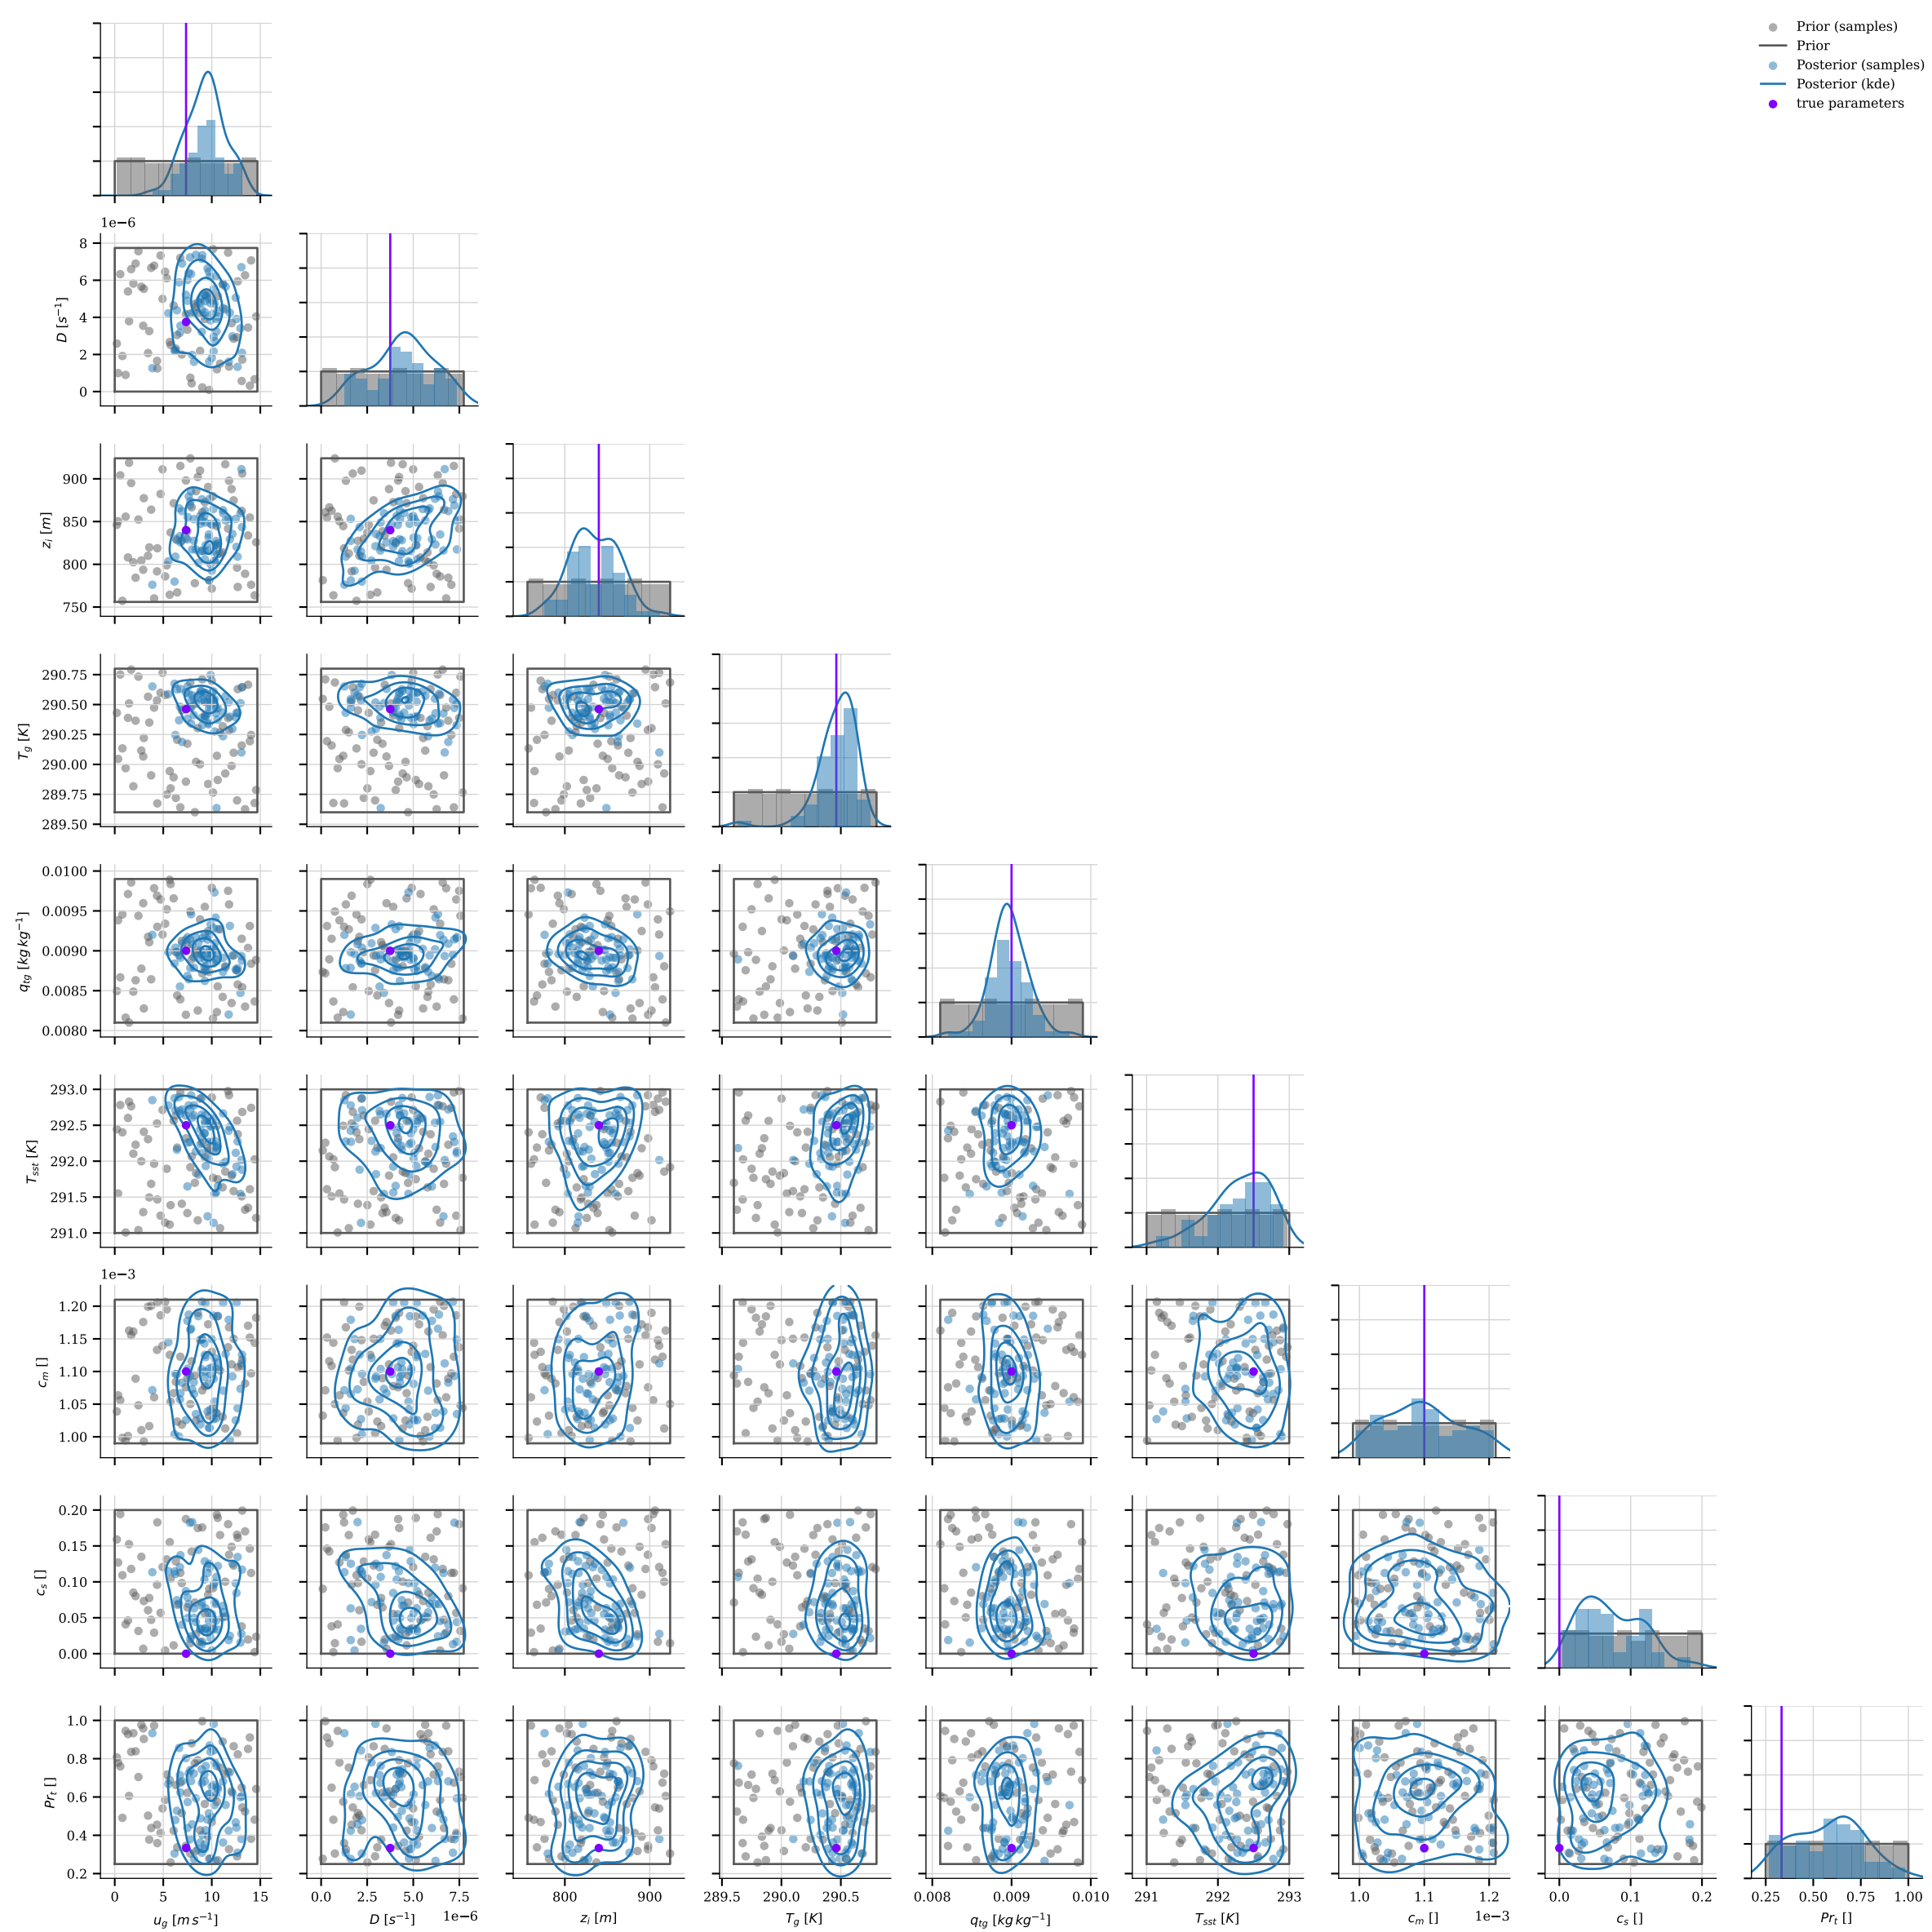 Prior (samples)
Prior
Posterior (samples)
Posterior (kde)
true parameters
1e−6
8
6
4
2
0
D [s⁻¹]
900
850
800
750
z_i [m]
290.75
290.50
290.25
290.00
289.75
289.50
T_g [K]
0.0100
0.0095
0.0090
0.0085
0.0080
q_tg [kg kg⁻¹]
293.0
292.5
292.0
291.5
291.0
T_sst [K]
1e−3
1.20
1.15
1.10
1.05
1.00
c_m []
0.20
0.15
0.10
0.05
0.00
c_s []
1.0
0.8
0.6
0.4
0.2
Pr_t []
0 5 10 15
u_g [m s⁻¹]
0.0 2.5 5.0 7.5
D [s⁻¹] 1e−6
800 900
z_i [m]
289.5 290.0 290.5
T_g [K]
0.008 0.009 0.010
q_tg [kg kg⁻¹]
291 292 293
T_sst [K]
1.0 1.1 1.2
c_m [] 1e−3
0.0 0.1 0.2
c_s []
0.25 0.50 0.75 1.00
Pr_t []